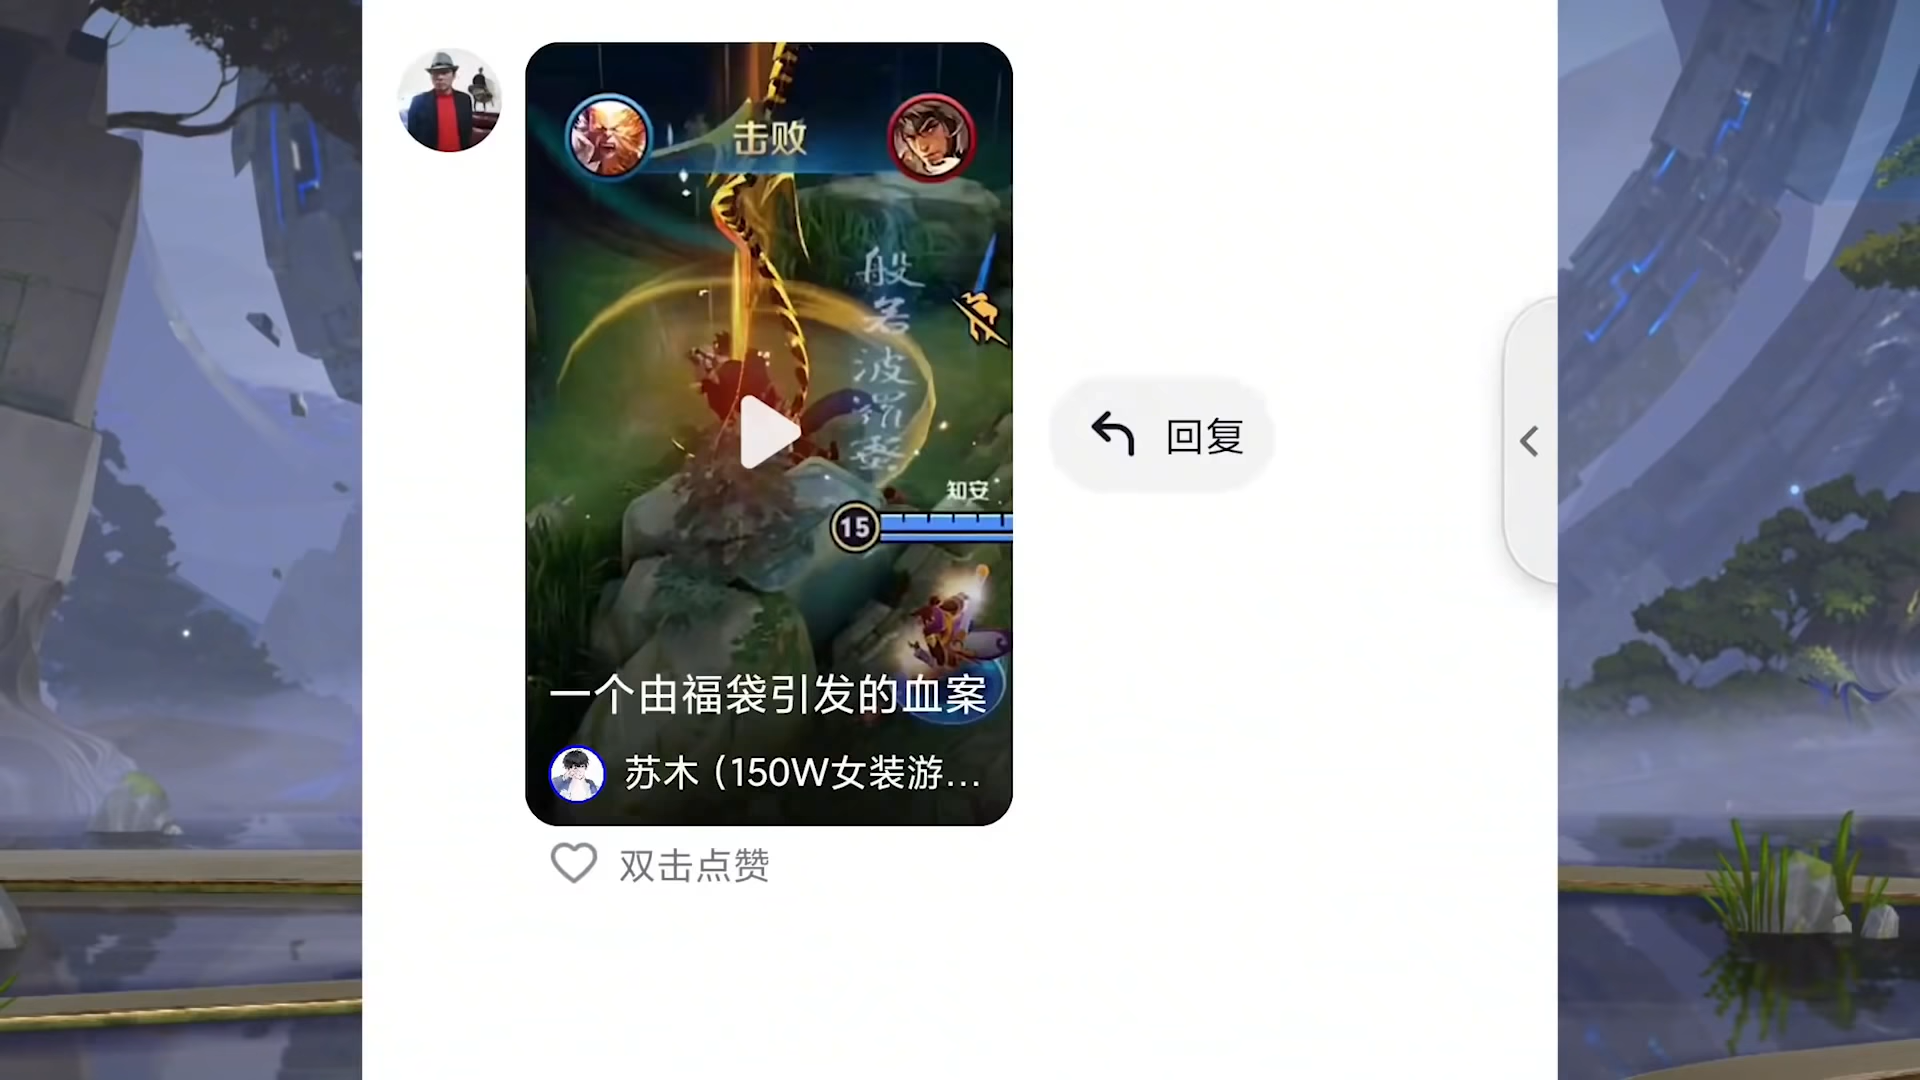 击败
般
若
波
羅
蜜
知安
15
回复
一个由福袋引发的血案
苏木 (150W女装游...
双击点赞